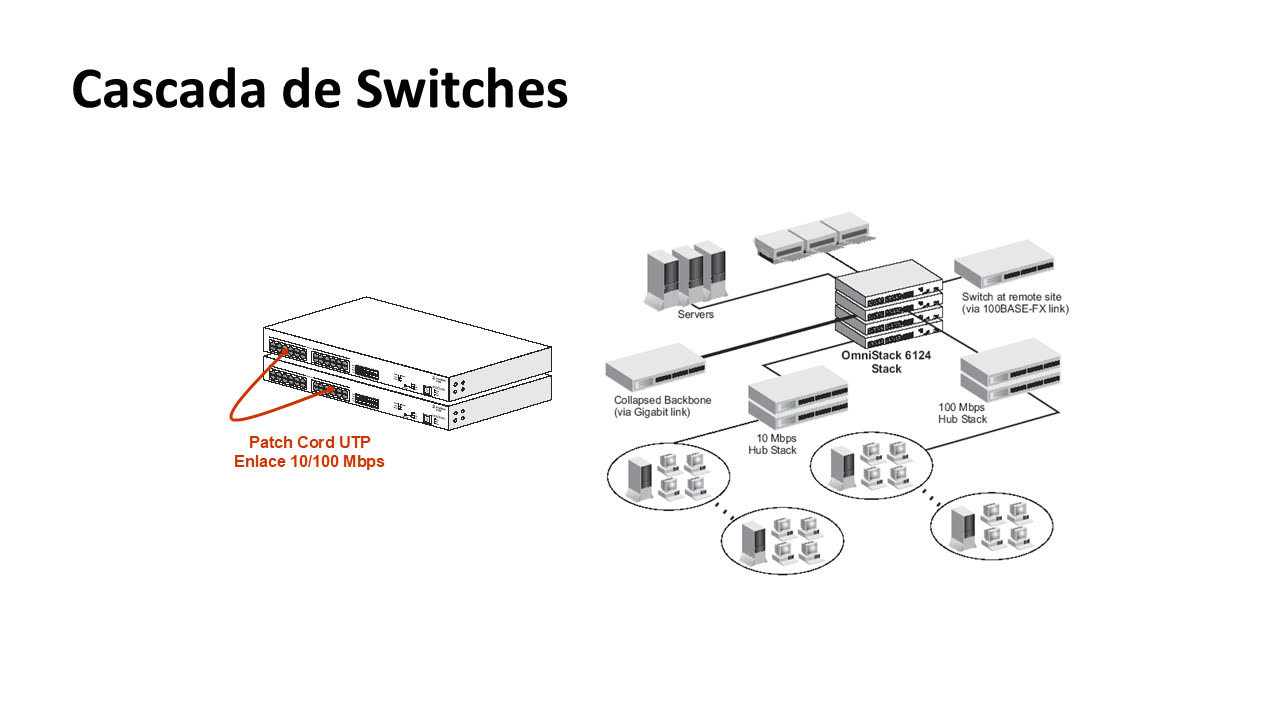 Cascada de Switches
Patch Cord UTP
Enlace 10/100 Mbps
Servers
Switch at remote site
(via 100BASE-FX link)
OmniStack 6124
Stack
Collapsed Backbone
(via Gigabit link)
10 Mbps
Hub Stack
100 Mbps
Hub Stack